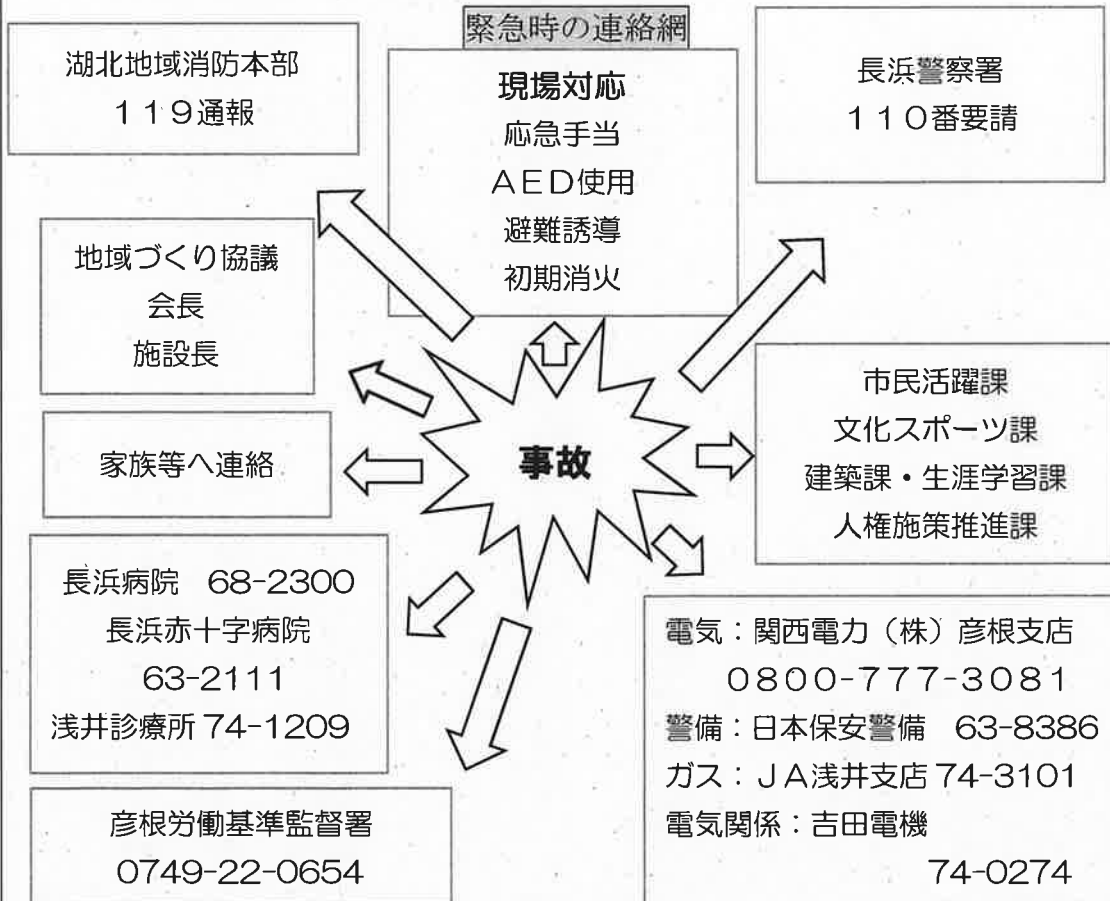 緊急時の連絡網
湖北地域消防本部
１１９通報
現場対応
応急手当
ＡＥＤ使用
避難誘導
初期消火
長浜警察署
１１０番要請
地域づくり協議
会長
施設長
家族等へ連絡
事故
市民活躍課
文化スポーツ課
建築課・生涯学習課
人権施策推進課
長浜病院　68-2300
長浜赤十字病院
63-2111
浅井診療所 74-1209
彦根労働基準監督署
0749-22-0654
電気：関西電力（株）彦根支店
０８００-７７７-３０８１
警備：日本保安警備　63-8386
ガス：ＪＡ浅井支店 74-3101
電気関係：吉田電機
74-0274